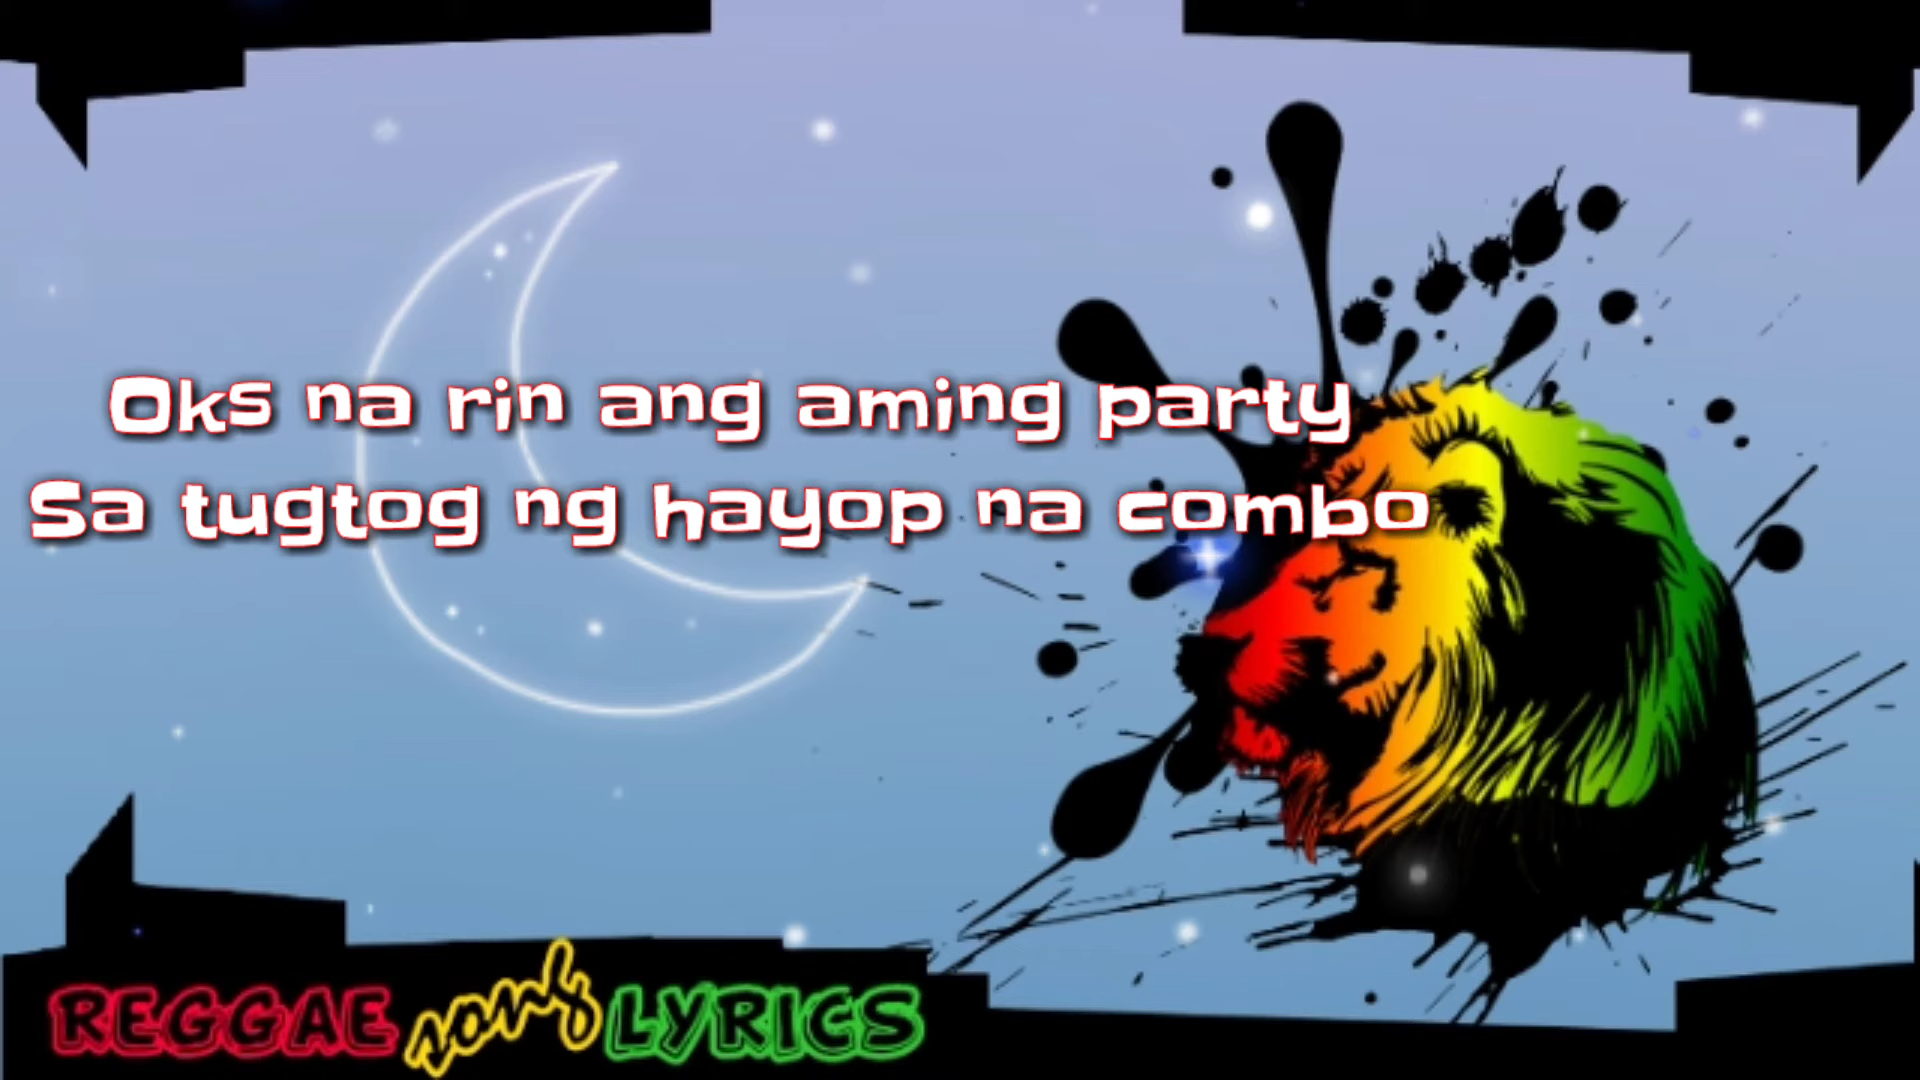 Oks na rin ang aming party
Sa tugtog ng hayop na combo
REGGAE song LYRICS